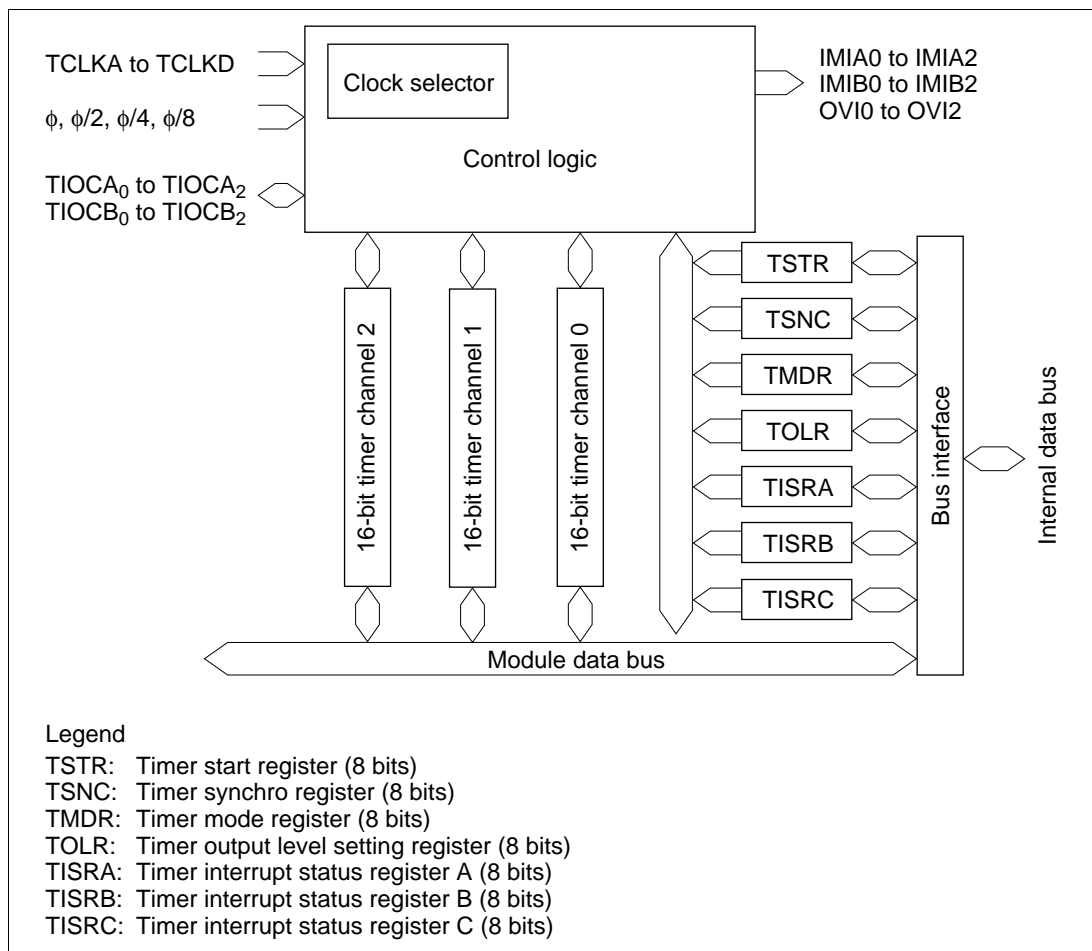 TCLKA to TCLKD
ϕ, ϕ/2, ϕ/4, ϕ/8
TIOCA₀ to TIOCA₂
TIOCB₀ to TIOCB₂
Clock selector
Control logic
IMIA0 to IMIA2
IMIB0 to IMIB2
OVI0 to OVI2
16-bit timer channel 2
16-bit timer channel 1
16-bit timer channel 0
TSTR
TSNC
TMDR
TOLR
TISRA
TISRB
TISRC
Bus interface
Internal data bus
Module data bus
Legend
TSTR: Timer start register (8 bits)
TSNC: Timer synchro register (8 bits)
TMDR: Timer mode register (8 bits)
TOLR: Timer output level setting register (8 bits)
TISRA: Timer interrupt status register A (8 bits)
TISRB: Timer interrupt status register B (8 bits)
TISRC: Timer interrupt status register C (8 bits)